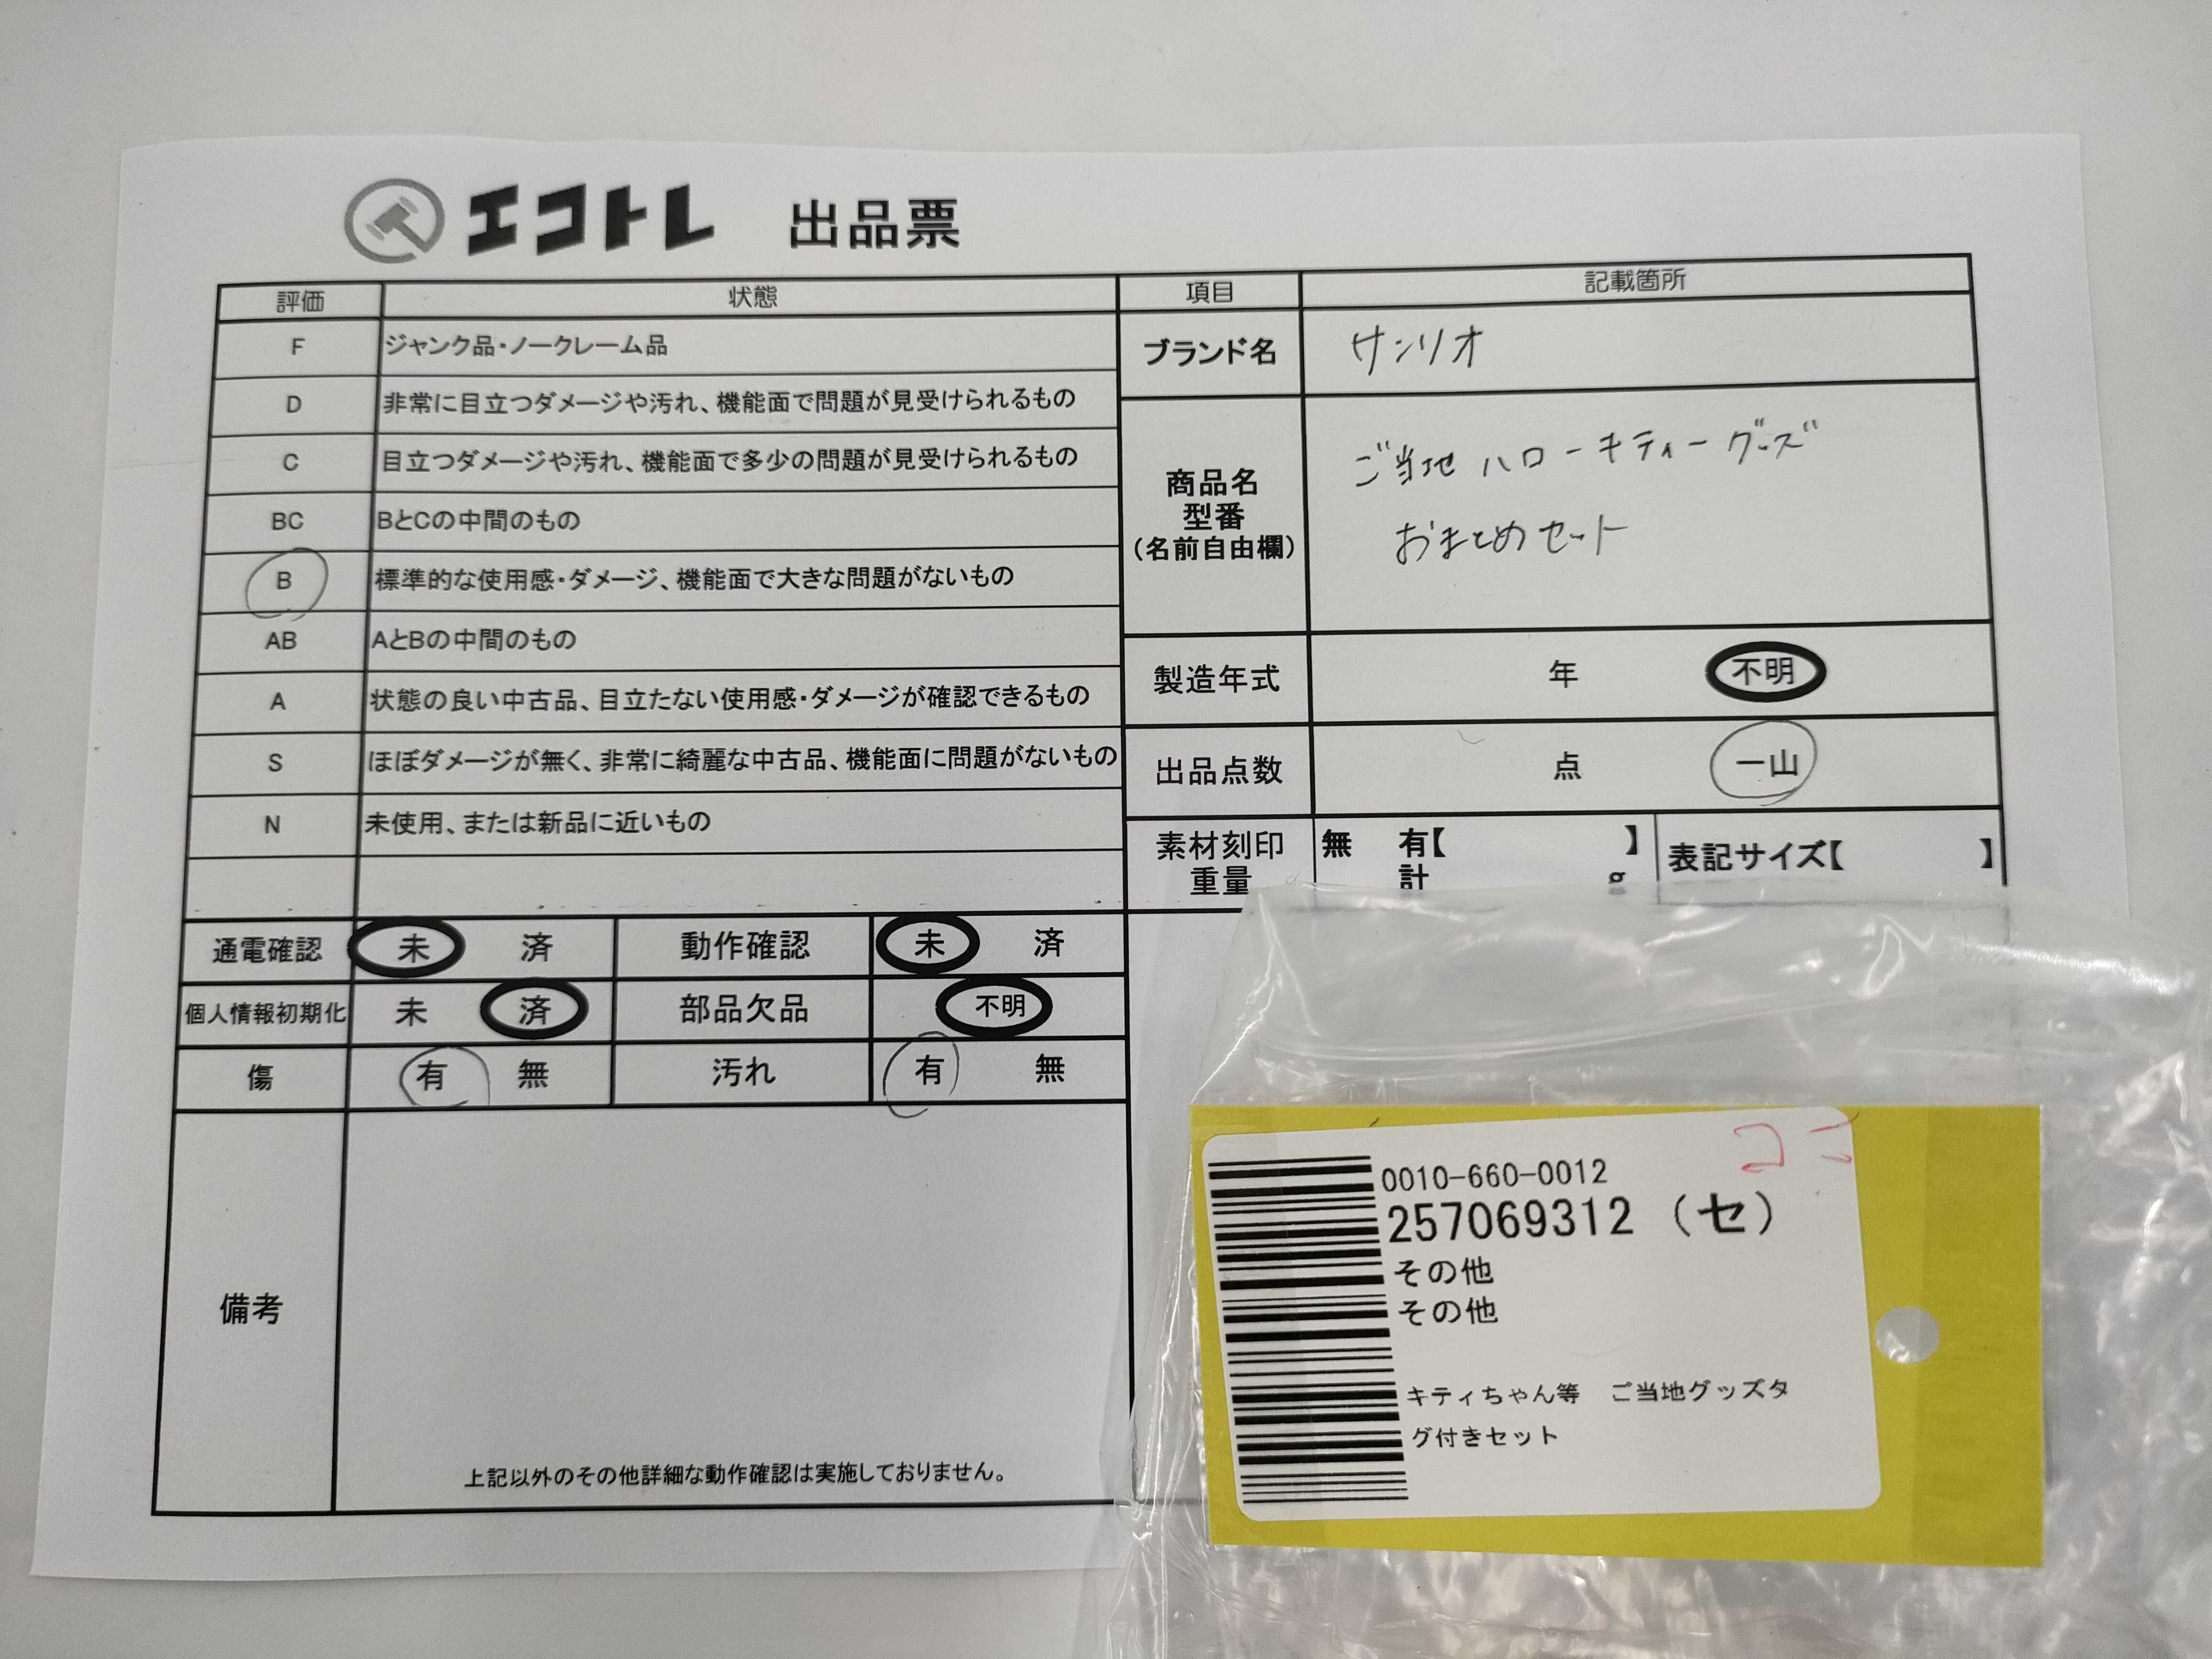 エコトレ 出品票
評価 状態 項目 記載箇所
F ジャンク品・ノークレーム品
D 非常に目立つダメージや汚れ、機能面で問題が見受けられるもの
C 目立つダメージや汚れ、機能面で多少の問題が見受けられるもの
BC BとCの中間のもの
B 標準的な使用感・ダメージ、機能面で大きな問題がないもの
AB AとBの中間のもの
A 状態の良い中古品、目立たない使用感・ダメージが確認できるもの
S ほぼダメージが無く、非常に綺麗な中古品、機能面に問題がないもの
N 未使用、または新品に近いもの
ブランド名 サンリオ
商品名
型番
(名前自由欄)
ご当地 ハローキティーグッズ
おまとめセット
製造年式 年 不明
出品点数 点 一山
素材刻印
重量
無 有【 】
計 g
表記サイズ【 】
通電確認 未 済 動作確認 未 済
個人情報初期化 未 済 部品欠品 不明
傷 有 無 汚れ 有 無
備考
上記以外のその他詳細な動作確認は実施しておりません。
0010-660-0012
257069312 (セ)
その他
その他
キティちゃん等 ご当地グッズタ
グ付きセット